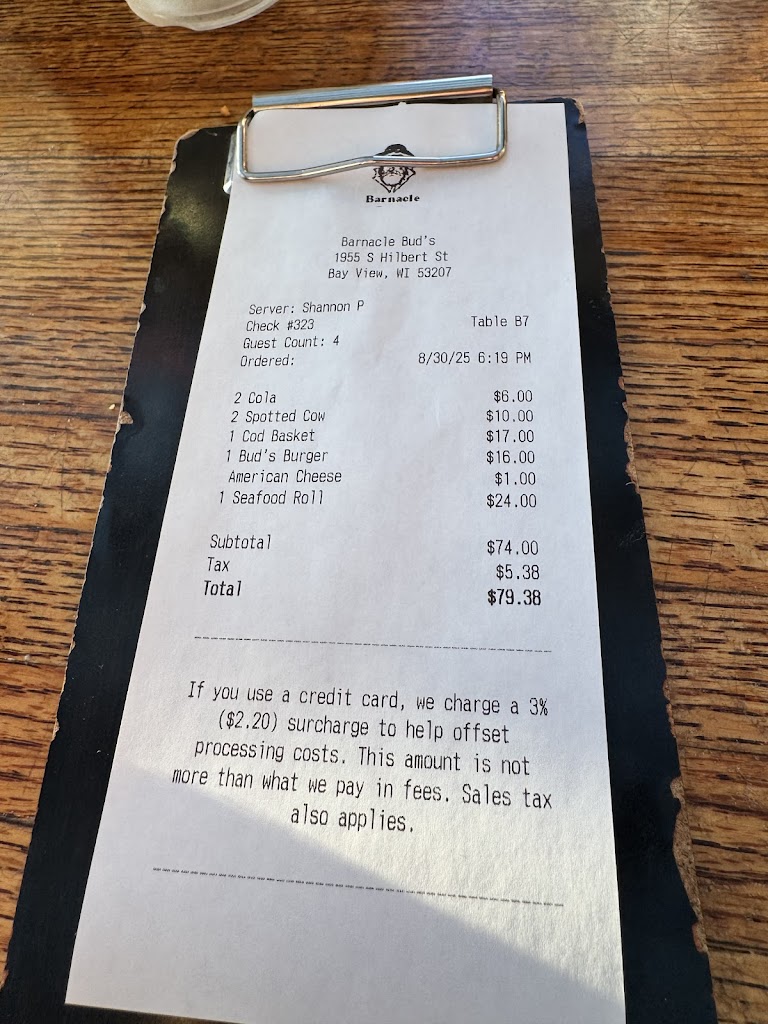 Barnacle
Barnacle Bud's
1955 S Hilbert St
Bay View, WI 53207
Server: Shannon P
Check #323 Table B7
Guest Count: 4
Ordered: 8/30/25 6:19 PM
2 Cola $6.00
2 Spotted Cow $10.00
1 Cod Basket $17.00
1 Bud's Burger $16.00
American Cheese $1.00
1 Seafood Roll $24.00
Subtotal $74.00
Tax $5.38
Total $79.38
If you use a credit card, we charge a 3%
($2.20) surcharge to help offset
processing costs. This amount is not
more than what we pay in fees. Sales tax
also applies.